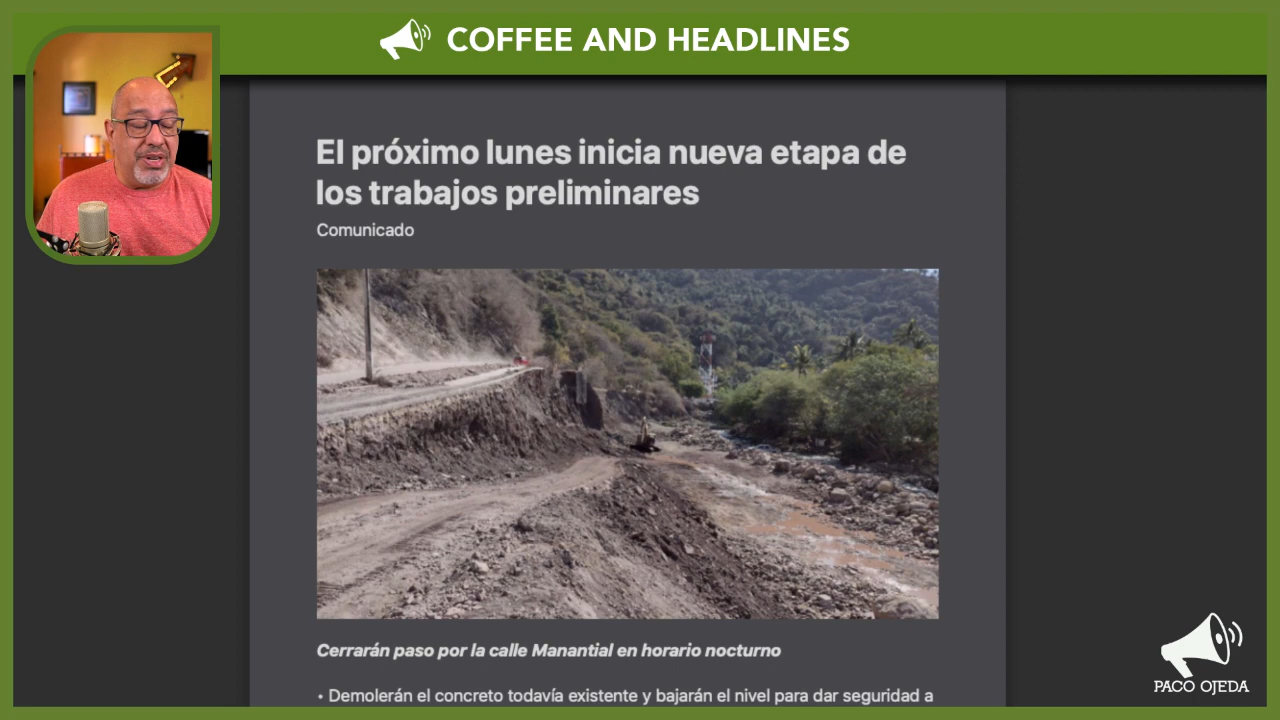 COFFEE AND HEADLINES
El próximo lunes inicia nueva etapa de
los trabajos preliminares
Comunicado
Cerrarán paso por la calle Manantial en horario nocturno
• Demolerán el concreto todavía existente y bajarán el nivel para dar seguridad a
PACO OJEDA